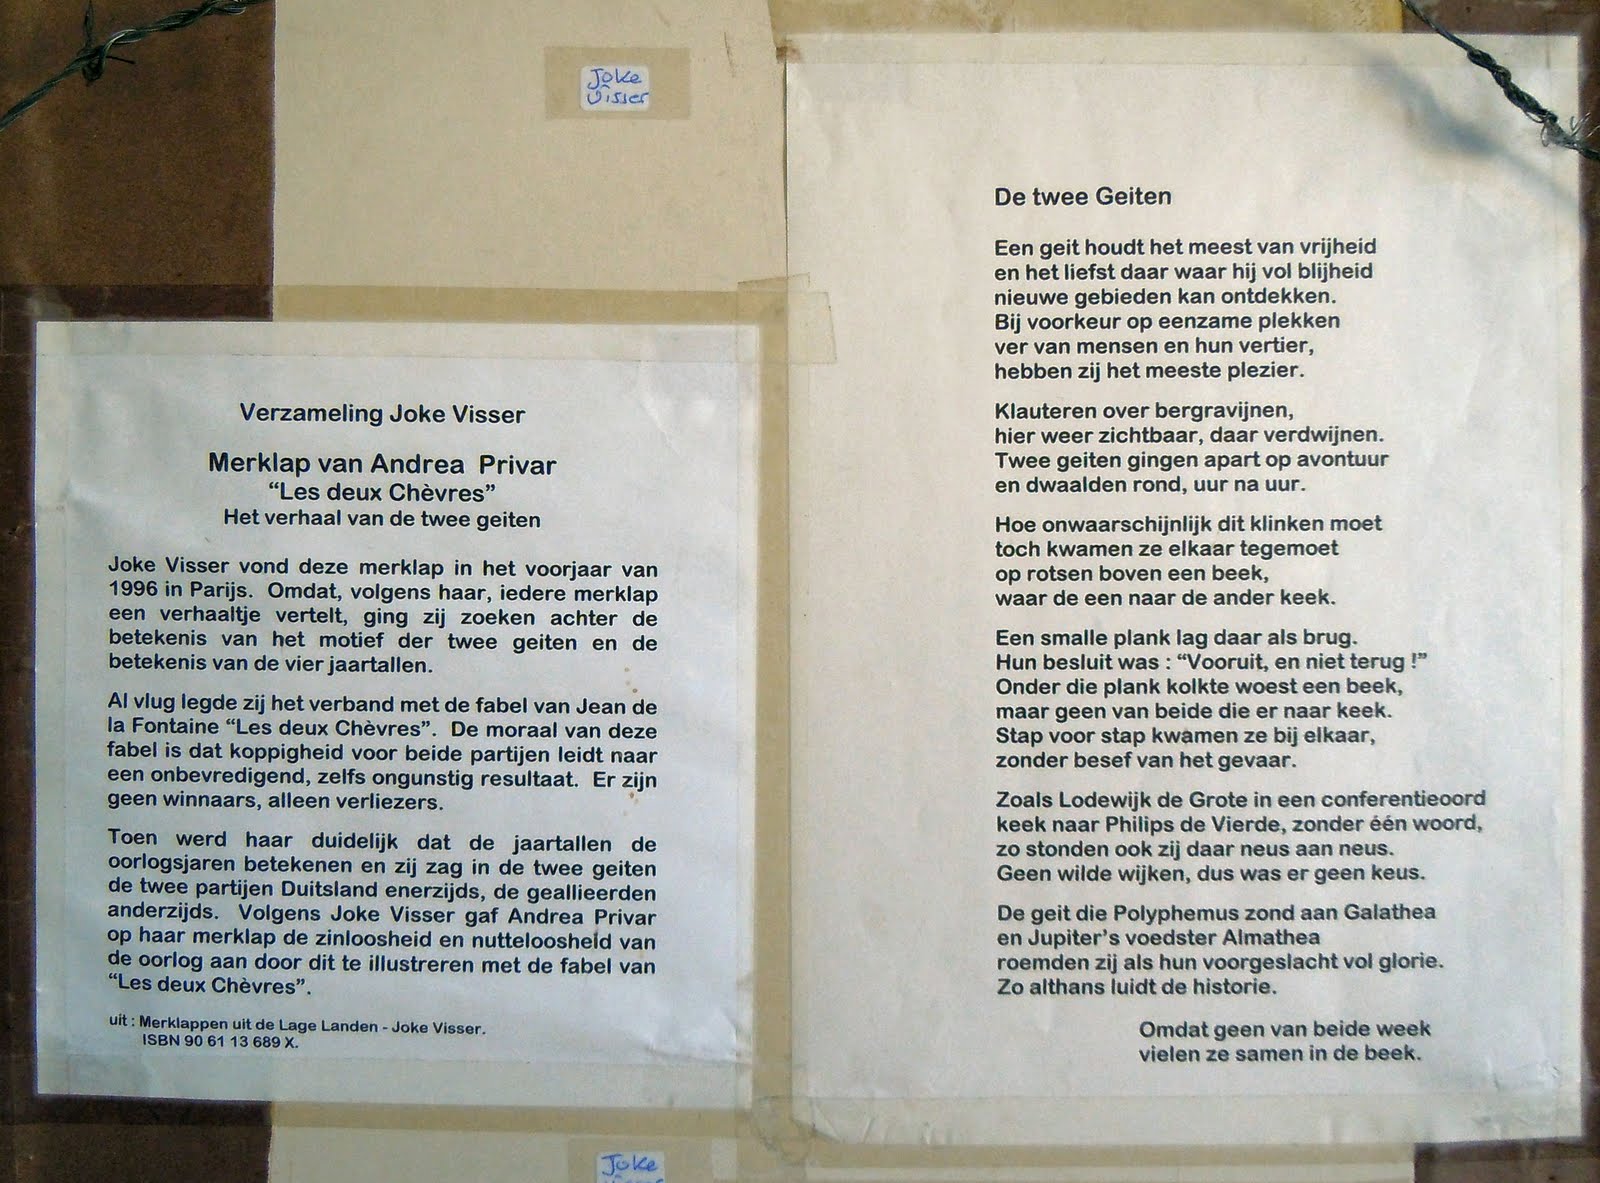 Joke
Visser
Verzameling Joke Visser
Merklap van Andrea Privar
“Les deux Chèvres”
Het verhaal van de twee geiten
Joke Visser vond deze merklap in het voorjaar van
1996 in Parijs. Omdat, volgens haar, iedere merklap
een verhaaltje vertelt, ging zij zoeken achter de
betekenis van het motief der twee geiten en de
betekenis van de vier jaartallen.
Al vlug legde zij het verband met de fabel van Jean de
la Fontaine “Les deux Chèvres”. De moraal van deze
fabel is dat koppigheid voor beide partijen leidt naar
een onbevredigend, zelfs ongunstig resultaat. Er zijn
geen winnaars, alleen verliezers.
Toen werd haar duidelijk dat de jaartallen de
oorlogsjaren betekenen en zij zag in de twee geiten
de twee partijen Duitsland enerzijds, de geallieerden
anderzijds. Volgens Joke Visser gaf Andrea Privar
op haar merklap de zinloosheid en nutteloosheid van
de oorlog aan door dit te illustreren met de fabel van
“Les deux Chèvres”.
uit : Merklappen uit de Lage Landen - Joke Visser.
ISBN 90 61 13 689 X.
Joke
Visser
De twee Geiten
Een geit houdt het meest van vrijheid
en het liefst daar waar hij vol blijheid
nieuwe gebieden kan ontdekken.
Bij voorkeur op eenzame plekken
ver van mensen en hun vertier,
hebben zij het meeste plezier.
Klauteren over bergravijnen,
hier weer zichtbaar, daar verdwijnen.
Twee geiten gingen apart op avontuur
en dwaalden rond, uur na uur.
Hoe onwaarschijnlijk dit klinken moet
toch kwamen ze elkaar tegemoet
op rotsen boven een beek,
waar de een naar de ander keek.
Een smalle plank lag daar als brug.
Hun besluit was : “Vooruit, en niet terug !”
Onder die plank kolkte woest een beek,
maar geen van beide die er naar keek.
Stap voor stap kwamen ze bij elkaar,
zonder besef van het gevaar.
Zoals Lodewijk de Grote in een conferentieoord
keek naar Philips de Vierde, zonder één woord,
zo stonden ook zij daar neus aan neus.
Geen wilde wijken, dus was er geen keus.
De geit die Polyphemus zond aan Galathea
en Jupiter’s voedster Almathea
roemden zij als hun voorgeslacht vol glorie.
Zo althans luidt de historie.
Omdat geen van beide week
vielen ze samen in de beek.